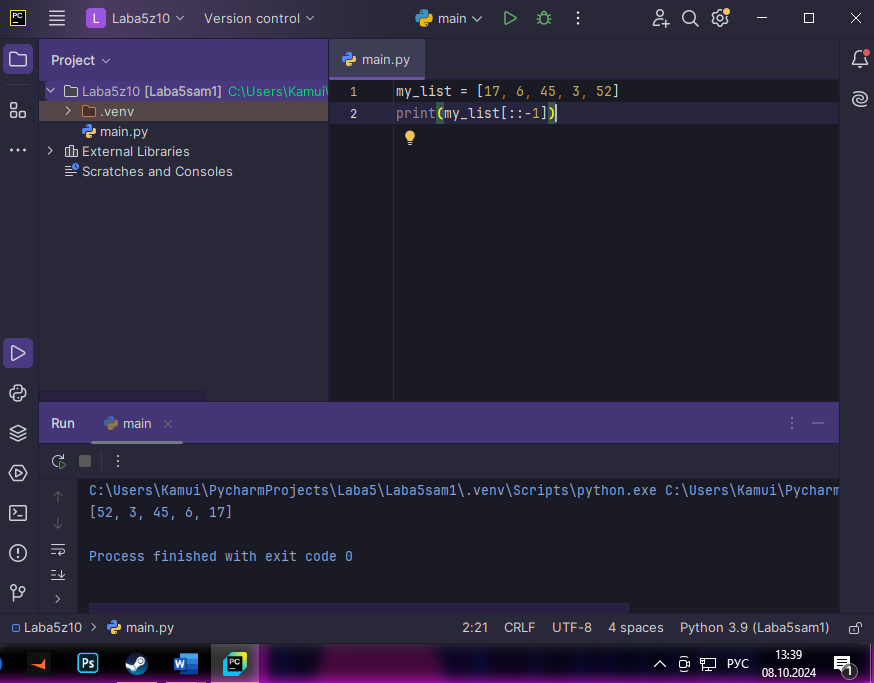 PC L Laba5z10 Version control main
Project
main.py
Laba5z10 [Laba5sam1] C:\Users\Kamui\
.venv
main.py
External Libraries
Scratches and Consoles
1 my_list = [17, 6, 45, 3, 52]
2 print(my_list[::-1])
Run main
C:\Users\Kamui\PycharmProjects\Laba5\Laba5sam1\.venv\Scripts\python.exe C:\Users\Kamui\Pycharm
[52, 3, 45, 6, 17]
Process finished with exit code 0
Laba5z10 main.py 2:21 CRLF UTF-8 4 spaces Python 3.9 (Laba5sam1)
Ps W PC РУС 13:39
08.10.2024 1